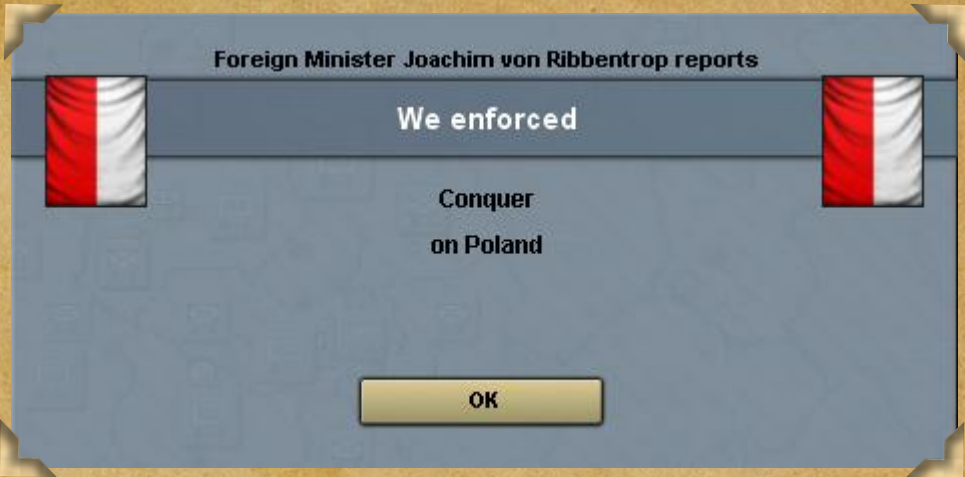 Foreign Minister Joachim von Ribbentrop reports
We enforced
Conquer
on Poland
OK